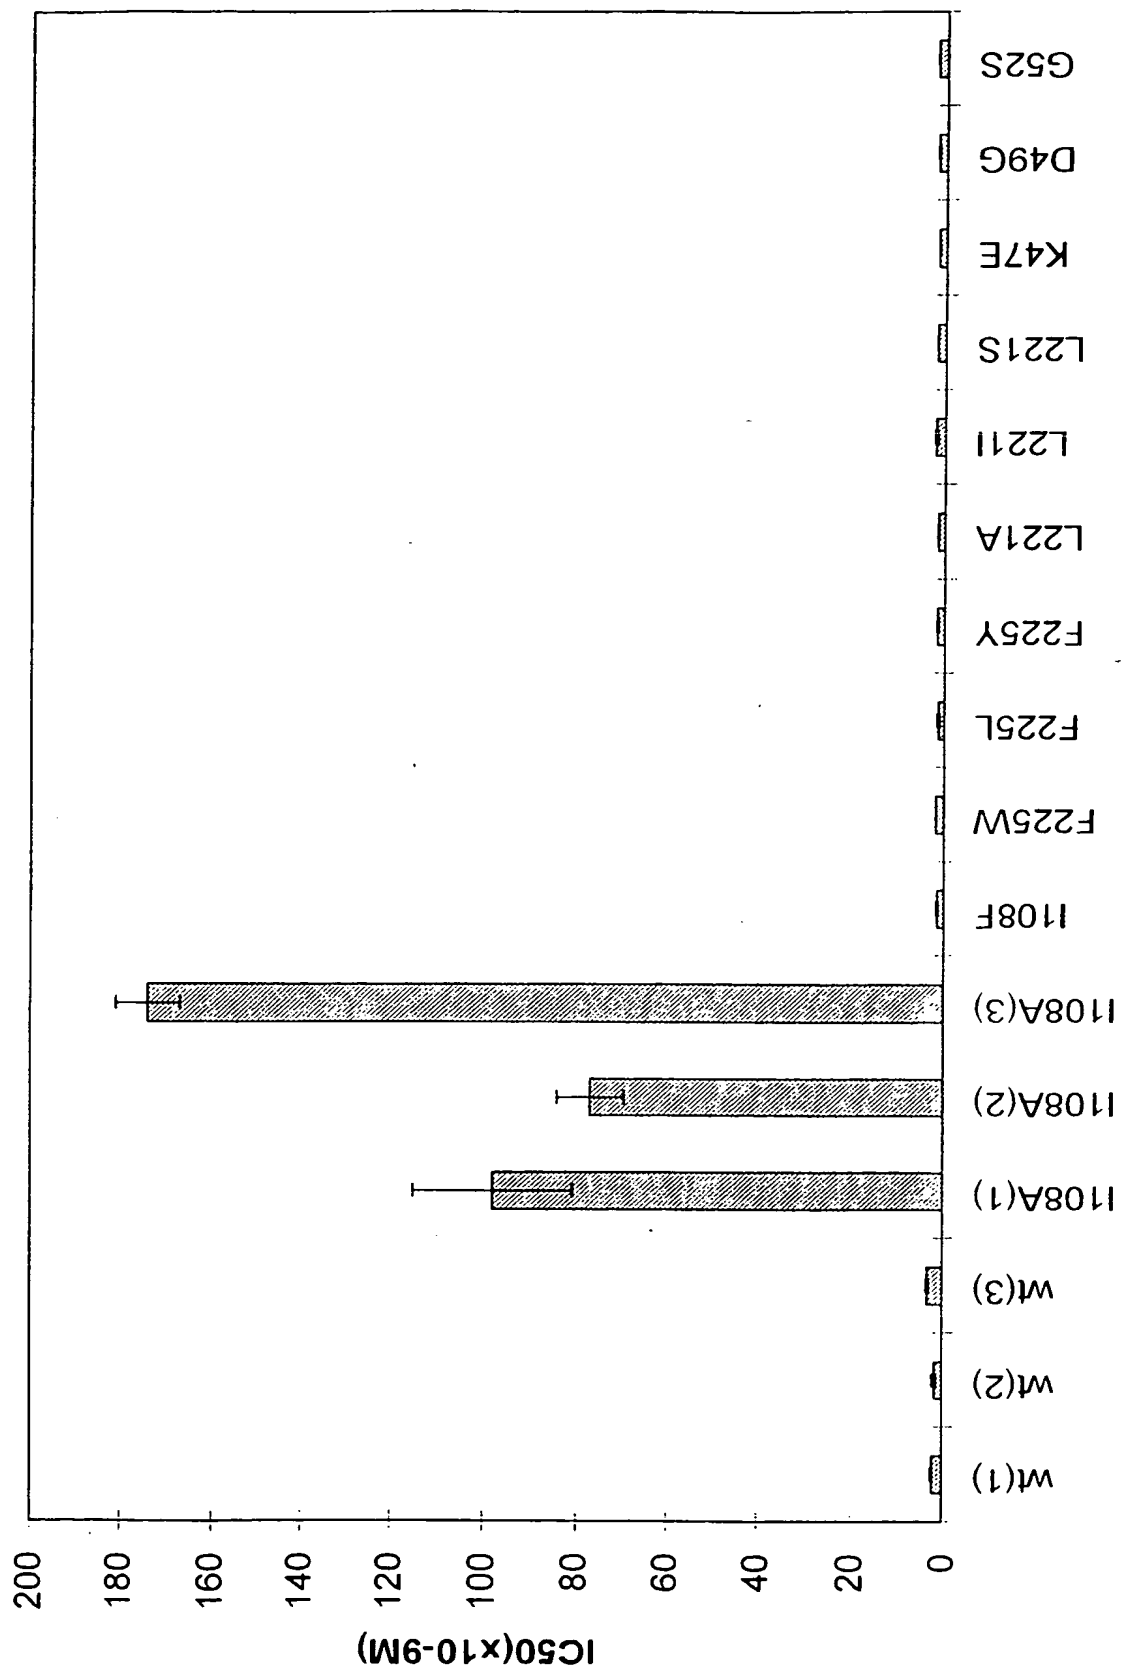 IC50(x10-9M)
200
180
160
140
120
100
80
60
40
20
0
wt(1)
wt(2)
wt(3)
I108A(1)
I108A(2)
I108A(3)
I108F
F225W
F225L
F225Y
L221A
L221I
L221S
K47E
D49G
G52S